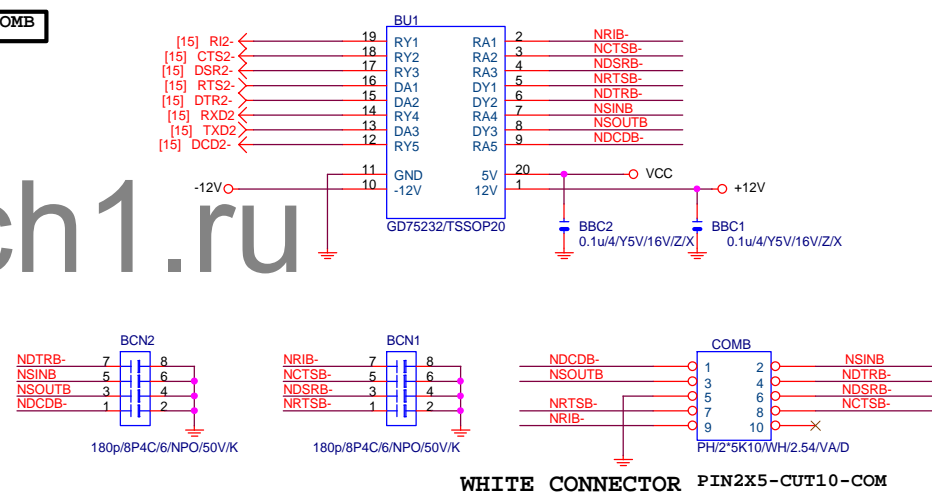 OMB
BU1
[15] RI2- 19 RY1 RA1 2 NRIB-
[15] CTS2- 18 RY2 RA2 3 NCTSB-
[15] DSR2- 17 RY3 RA3 4 NDSRB-
[15] RTS2- 16 DA1 DY1 5 NRTSB-
[15] DTR2- 15 DA2 DY2 6 NDTRB-
[15] RXD2 14 RY4 RA4 7 NSINB
[15] TXD2 13 DA3 DY3 8 NSOUTB
[15] DCD2- 12 RY5 RA5 9 NDCDB-
11 GND 5V 20 VCC
-12V 10 -12V 12V 1 +12V
GD75232/TSSOP20
BBC2
0.1u/4/Y5V/16V/Z/X
BBC1
0.1u/4/Y5V/16V/Z/X
ch1.ru
BCN2
NDTRB- 7 8
NSINB 5 6
NSOUTB 3 4
NDCDB- 1 2
180p/8P4C/6/NPO/50V/K
BCN1
NRIB- 7 8
NCTSB- 5 6
NDSRB- 3 4
NRTSB- 1 2
180p/8P4C/6/NPO/50V/K
COMB
NDCDB- 1 2 NSINB
NSOUTB 3 4 NDTRB-
5 6 NDSRB-
NRTSB- 7 8 NCTSB-
NRIB- 9 10
PH/2*5K10/WH/2.54/VA/D
WHITE CONNECTOR PIN2X5-CUT10-COM